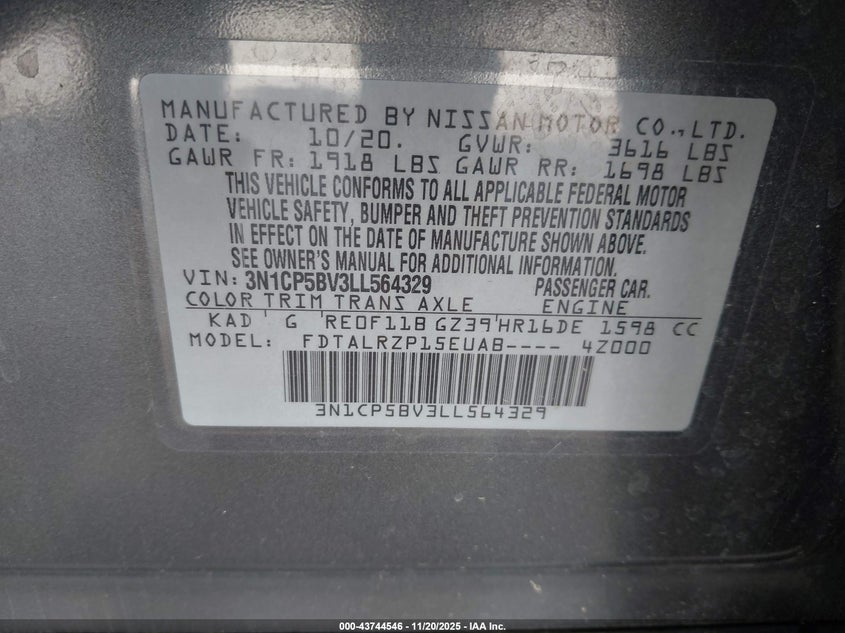 MANUFACTURED BY NISSAN MOTOR CO.,LTD.
DATE: 10/20. GVWR: 3616 LBS
GAWR FR: 1918 LBS GAWR RR: 1698 LBS
THIS VEHICLE CONFORMS TO ALL APPLICABLE FEDERAL MOTOR
VEHICLE SAFETY, BUMPER AND THEFT PREVENTION STANDARDS
IN EFFECT ON THE DATE OF MANUFACTURE SHOWN ABOVE.
SEE OWNER'S MANUAL FOR ADDITIONAL INFORMATION.
VIN: 3N1CP5BV3LL564329 PASSENGER CAR.
COLOR TRIM TRANS AXLE ENGINE
KAD G RE0F11B GZ39 HR16DE 1598 CC
MODEL: FDTALRZP15EUAB---- 4Z000
3N1CP5BV3LL564329
000-43744546 — 11/20/2025 — IAA Inc.